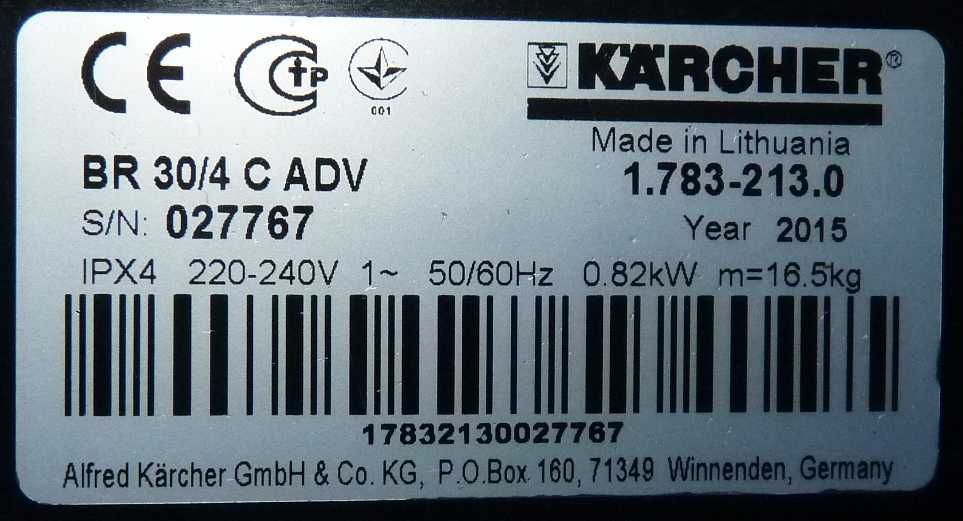 CE
001
KÄRCHER®
Made in Lithuania
BR 30/4 C ADV
1.783-213.0
S/N: 027767
Year 2015
IPX4 220-240V 1~ 50/60Hz 0.82kW m=16.5kg
17832130027767
Alfred Kärcher GmbH & Co. KG, P.O.Box 160, 71349 Winnenden, Germany